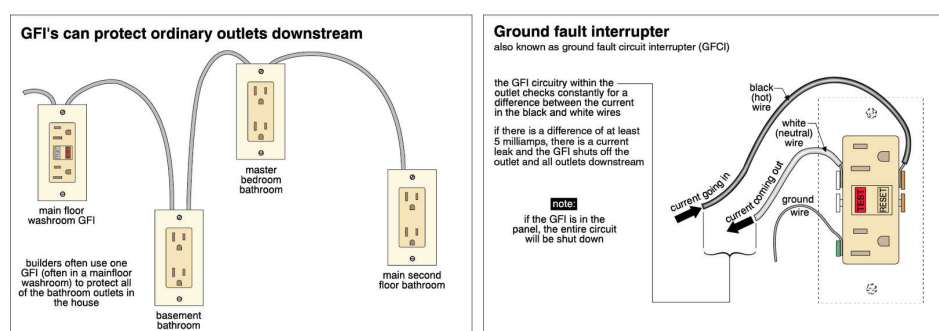 GFI's can protect ordinary outlets downstream
main floor
washroom GFI
master
bedroom
bathroom
main second
floor bathroom
basement
bathroom
builders often use one
GFI (often in a mainfloor
washroom) to protect all
of the bathroom outlets in
the house
Ground fault interrupter
also known as ground fault circuit interrupter (GFCI)
the GFI circuitry within the
outlet checks constantly for a
difference between the current
in the black and white wires
if there is a difference of at least
5 milliamps, there is a current
leak and the GFI shuts off the
outlet and all outlets downstream
note:
if the GFI is in the
panel, the entire circuit
will be shut down
black
(hot)
wire
white
(neutral)
wire
current going in
current coming out
ground
wire
TEST
RESET